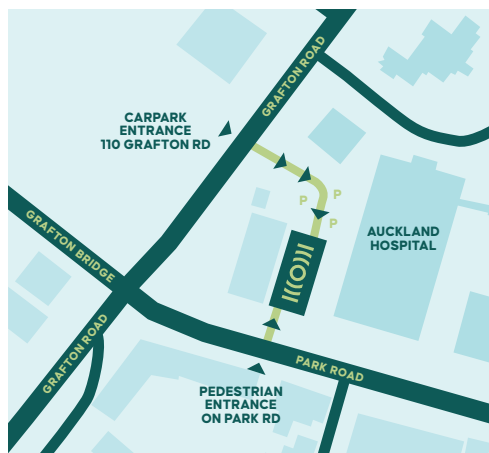 GRAFTON ROAD
CARPARK
ENTRANCE
110 GRAFTON RD
P
P
P
AUCKLAND
HOSPITAL
GRAFTON BRIDGE
GRAFTON ROAD
PARK ROAD
PEDESTRIAN
ENTRANCE
ON PARK RD